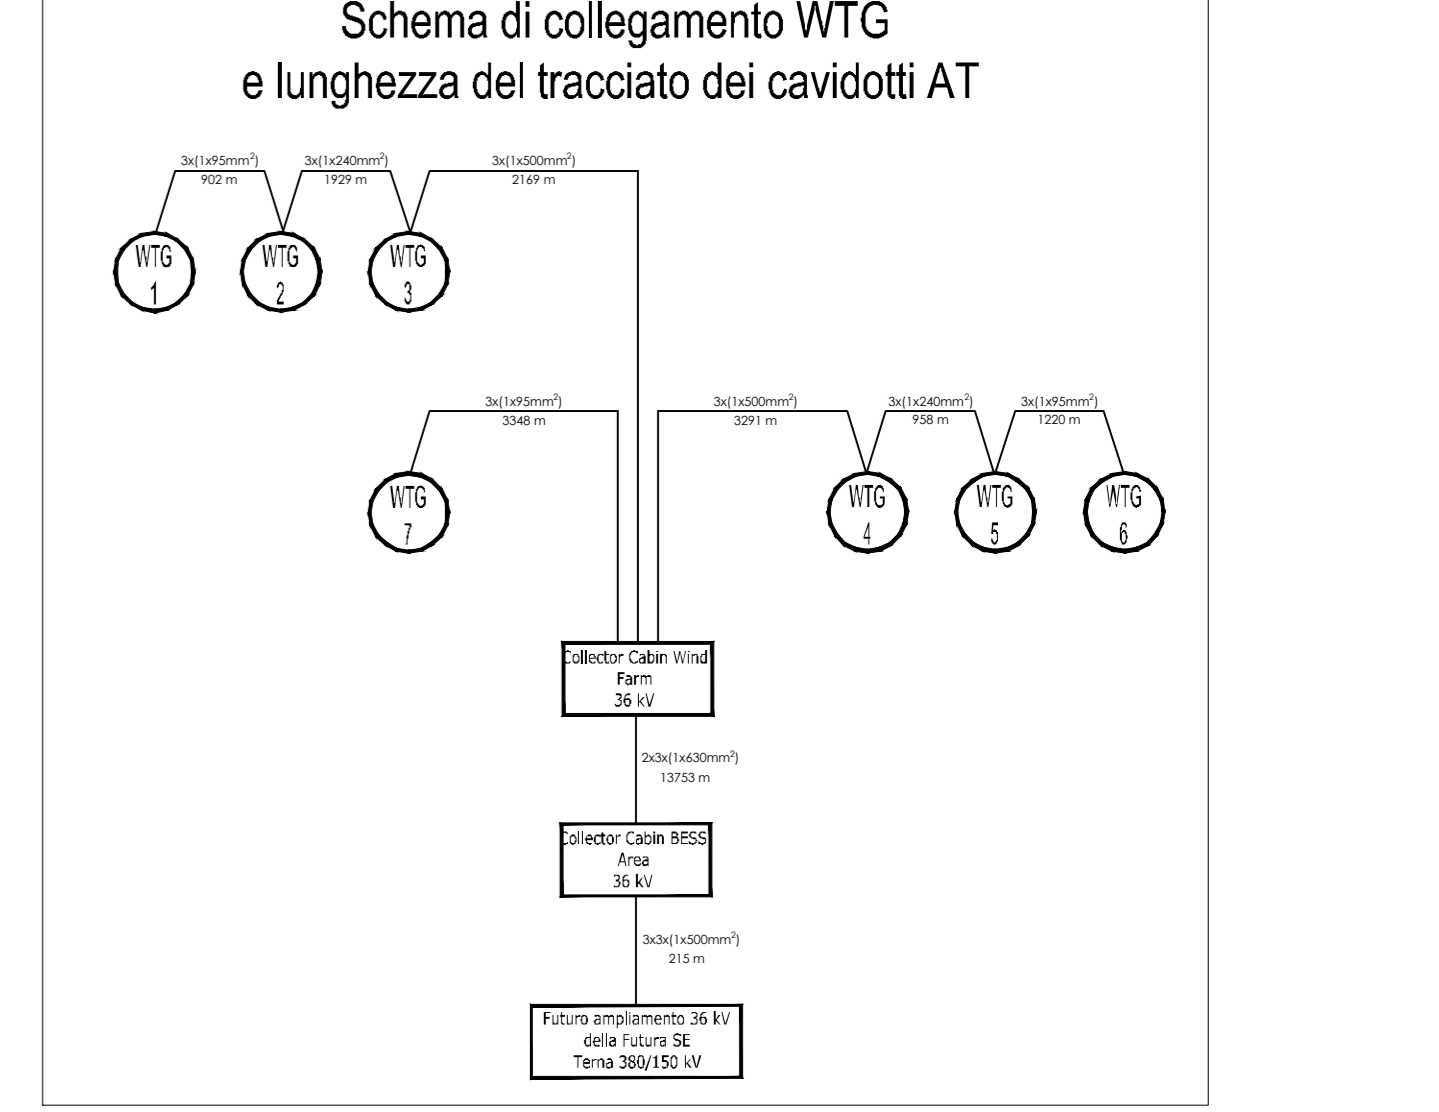 Schema di collegamento WTG
e lunghezza del tracciato dei cavidotti AT
3x(1x95mm²)
902 m
3x(1x240mm²)
1929 m
3x(1x500mm²)
2169 m
WTG
1
WTG
2
WTG
3
3x(1x95mm²)
3348 m
3x(1x500mm²)
3291 m
3x(1x240mm²)
958 m
3x(1x95mm²)
1220 m
WTG
7
WTG
4
WTG
5
WTG
6
Collector Cabin Wind
Farm
36 kV
2x3x(1x630mm²)
13753 m
Collector Cabin BESS
Area
36 kV
3x3x(1x500mm²)
215 m
Futuro ampliamento 36 kV
della Futura SE
Terna 380/150 kV